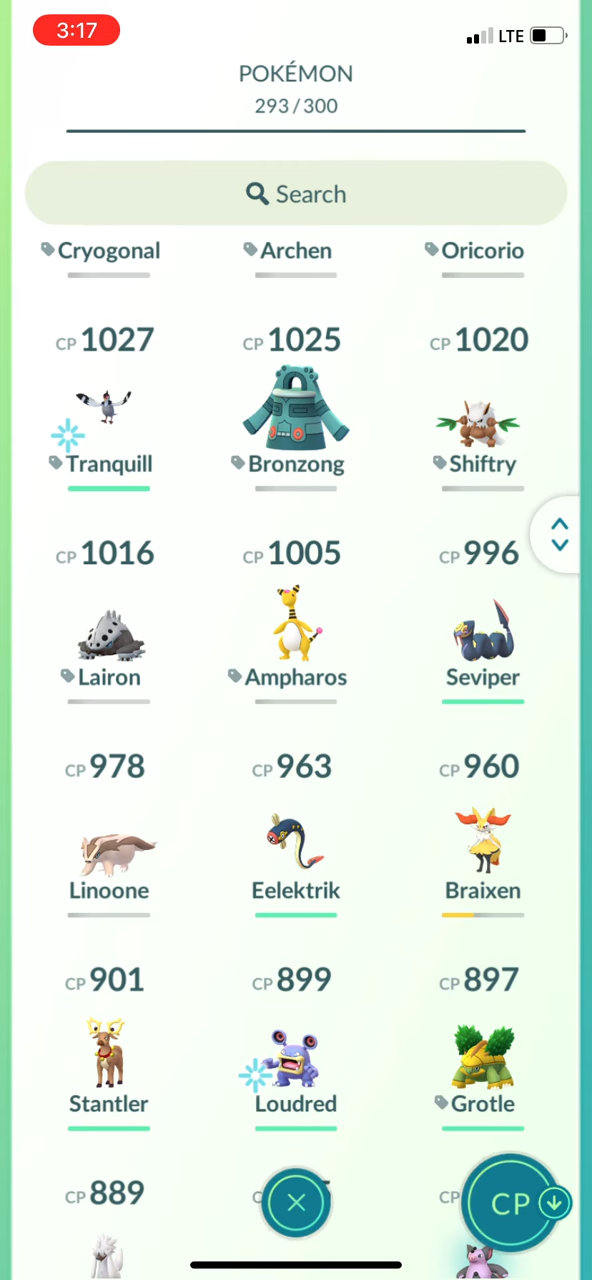 3:17
LTE
POKÉMON
293/300
Search
Cryogonal Archen Oricorio
CP 1027 CP 1025 CP 1020
Tranquill Bronzong Shiftry
CP 1016 CP 1005 CP 996
Lairon Ampharos Seviper
CP 978 CP 963 CP 960
Linoone Eelektrik Braixen
CP 901 CP 899 CP 897
Stantler Loudred Grotle
CP 889 CP
CP